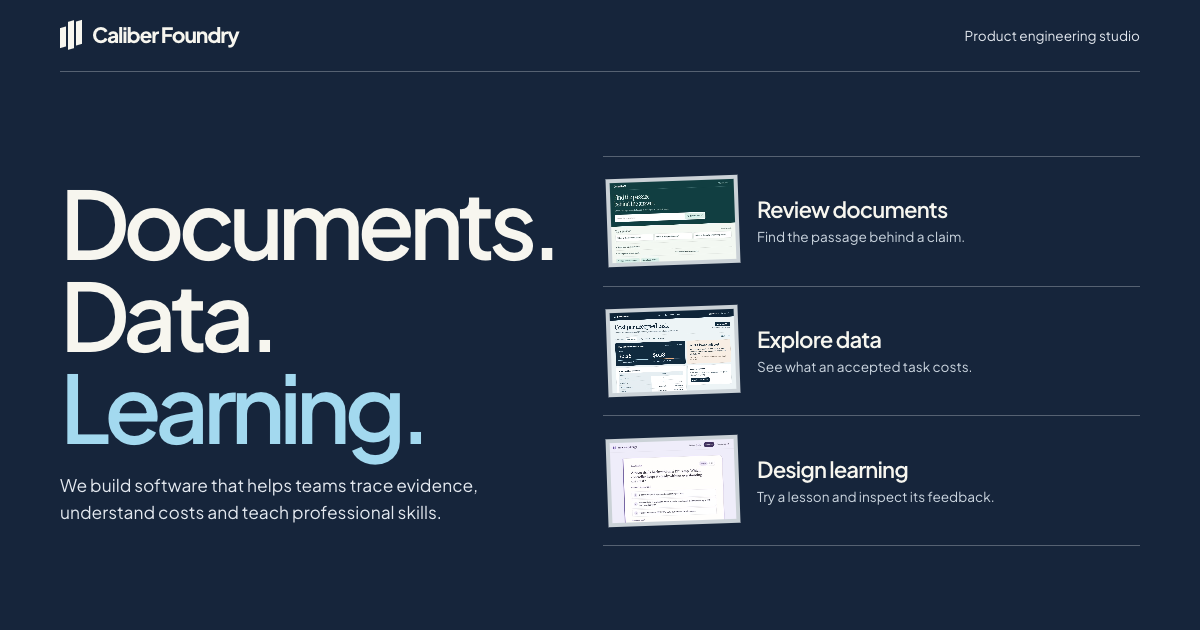 Caliber Foundry
Product engineering studio
Documents.
Data.
Learning.
We build software that helps teams trace evidence,
understand costs and teach professional skills.
Review documents
Find the passage behind a claim.
Explore data
See what an accepted task costs.
Design learning
Try a lesson and inspect its feedback.